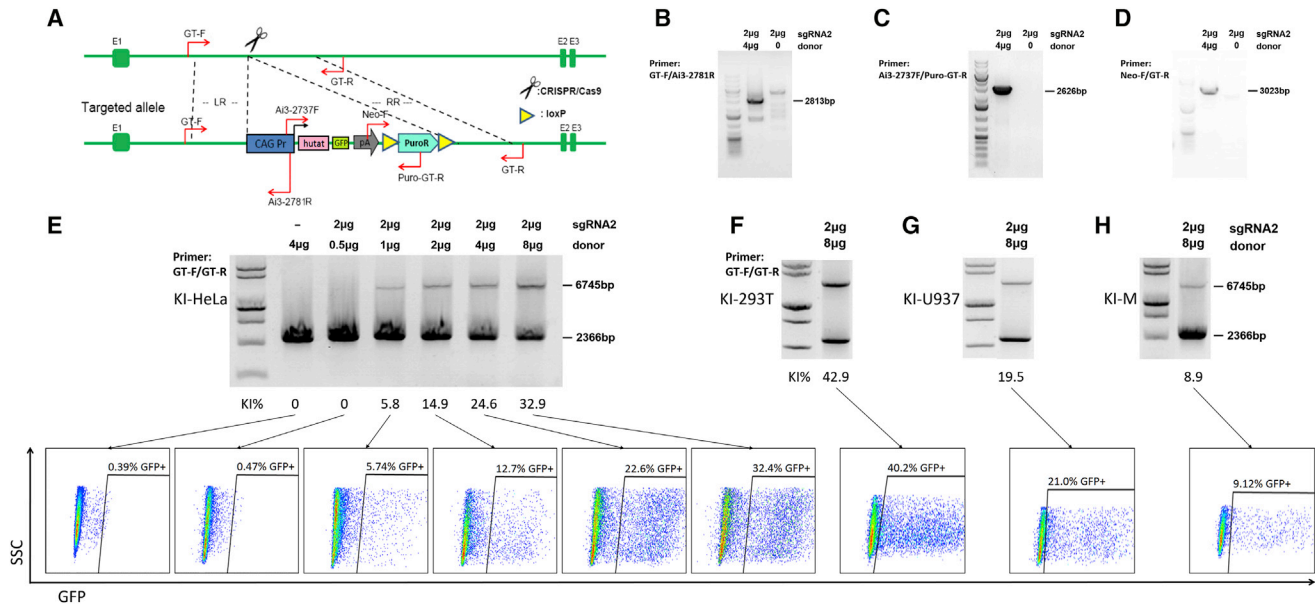 A
E1
GT-F
E2 E3
GT-R
:CRISPR/Cas9
: loxP
Targeted allele
-- LR --
-- RR --
GT-F
Ai3-2737F
Neo-F
E1
CAG Pr
hutat
GFP
pA
PuroR
E2 E3
Puro-GT-R
GT-R
Ai3-2781R
B
2μg 2μg sgRNA2
4μg 0 donor
Primer:
GT-F/Ai3-2781R
2813bp
C
2μg 2μg sgRNA2
4μg 0 donor
Primer:
Ai3-2737F/Puro-GT-R
2626bp
D
2μg 2μg sgRNA2
4μg 0 donor
Primer:
Neo-F/GT-R
3023bp
E
– 2μg 2μg 2μg 2μg 2μg sgRNA2
4μg 0.5μg 1μg 2μg 4μg 8μg donor
Primer:
GT-F/GT-R
KI-HeLa
6745bp
2366bp
KI% 0 0 5.8 14.9 24.6 32.9
F
2μg
8μg
Primer:
GT-F/GT-R
KI-293T
42.9
G
2μg
8μg
KI-U937
19.5
H
2μg sgRNA2
8μg donor
KI-M
6745bp
2366bp
8.9
0.39% GFP+
0.47% GFP+
5.74% GFP+
12.7% GFP+
22.6% GFP+
32.4% GFP+
40.2% GFP+
21.0% GFP+
9.12% GFP+
SSC
GFP